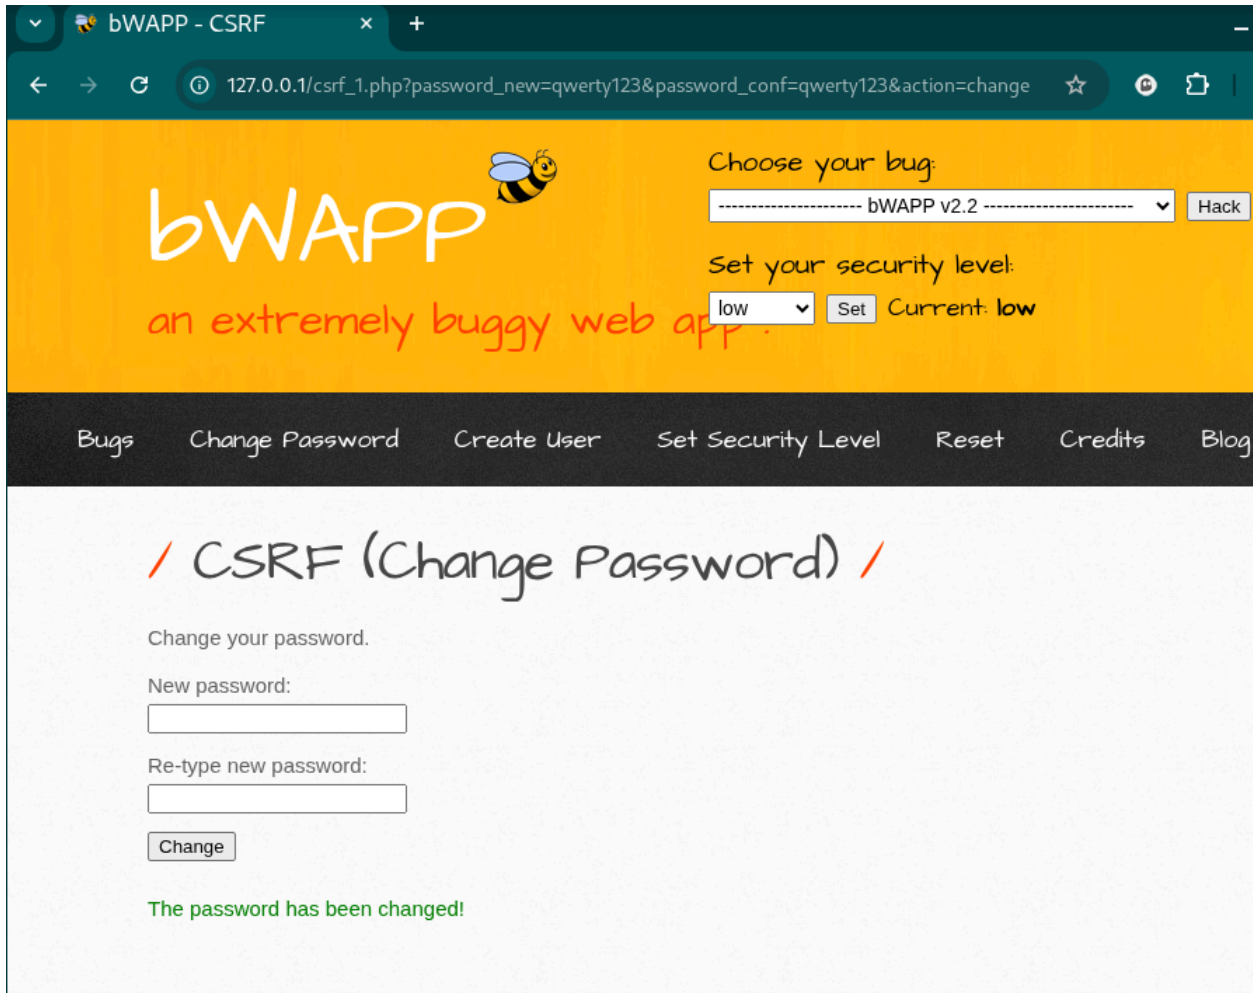 bWAPP - CSRF
127.0.0.1/csrf_1.php?password_new=qwerty123&password_conf=qwerty123&action=change
bWAPP
an extremely buggy web app !
Choose your bug:
---------------------- bWAPP v2.2 -----------------------
Hack
Set your security level:
low
Set
Current: low
Bugs
Change Password
Create User
Set Security Level
Reset
Credits
Blog
/ CSRF (Change Password) /
Change your password.
New password:
Re-type new password:
Change
The password has been changed!